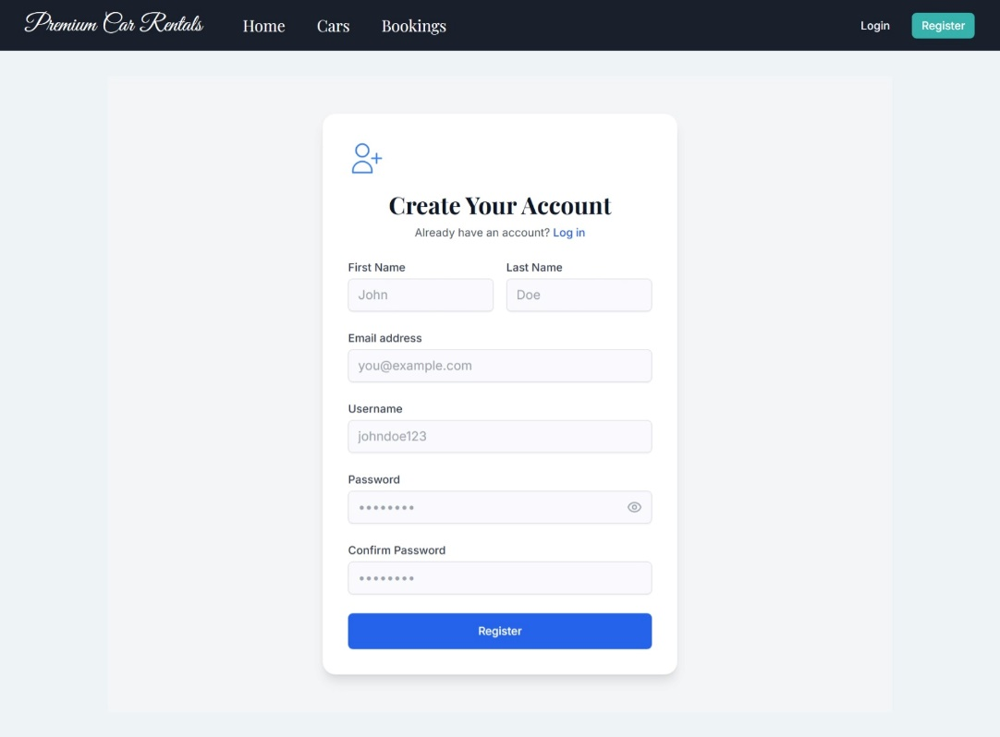 Premium Car Rentals Home Cars Bookings Login Register
Create Your Account
Already have an account? Log in
First Name Last Name
John Doe
Email address
you@example.com
Username
johndoe123
Password
••••••••
Confirm Password
••••••••
Register